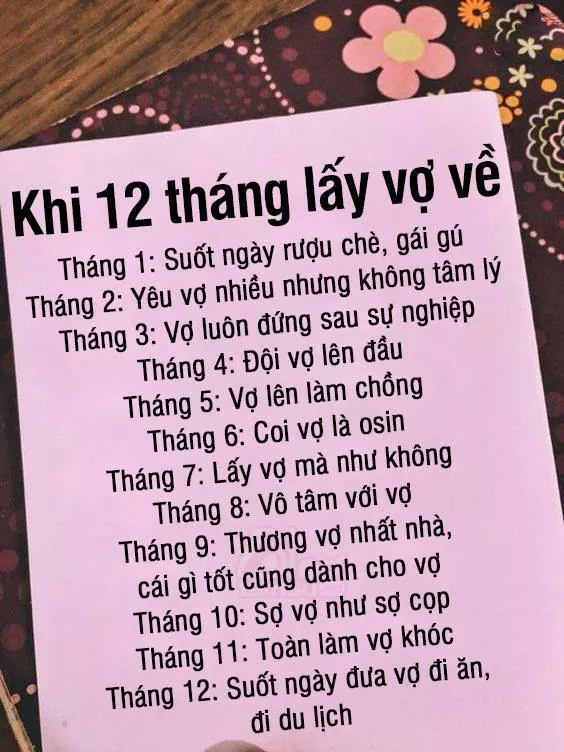 Khi 12 tháng lấy vợ về
Tháng 1: Suốt ngày rượu chè, gái gú
Tháng 2: Yêu vợ nhiều nhưng không tâm lý
Tháng 3: Vợ luôn đứng sau sự nghiệp
Tháng 4: Đội vợ lên đầu
Tháng 5: Vợ lên làm chồng
Tháng 6: Coi vợ là osin
Tháng 7: Lấy vợ mà như không
Tháng 8: Vô tâm với vợ
Tháng 9: Thương vợ nhất nhà,
cái gì tốt cũng dành cho vợ
Tháng 10: Sợ vợ như sợ cọp
Tháng 11: Toàn làm vợ khóc
Tháng 12: Suốt ngày đưa vợ đi ăn,
đi du lịch